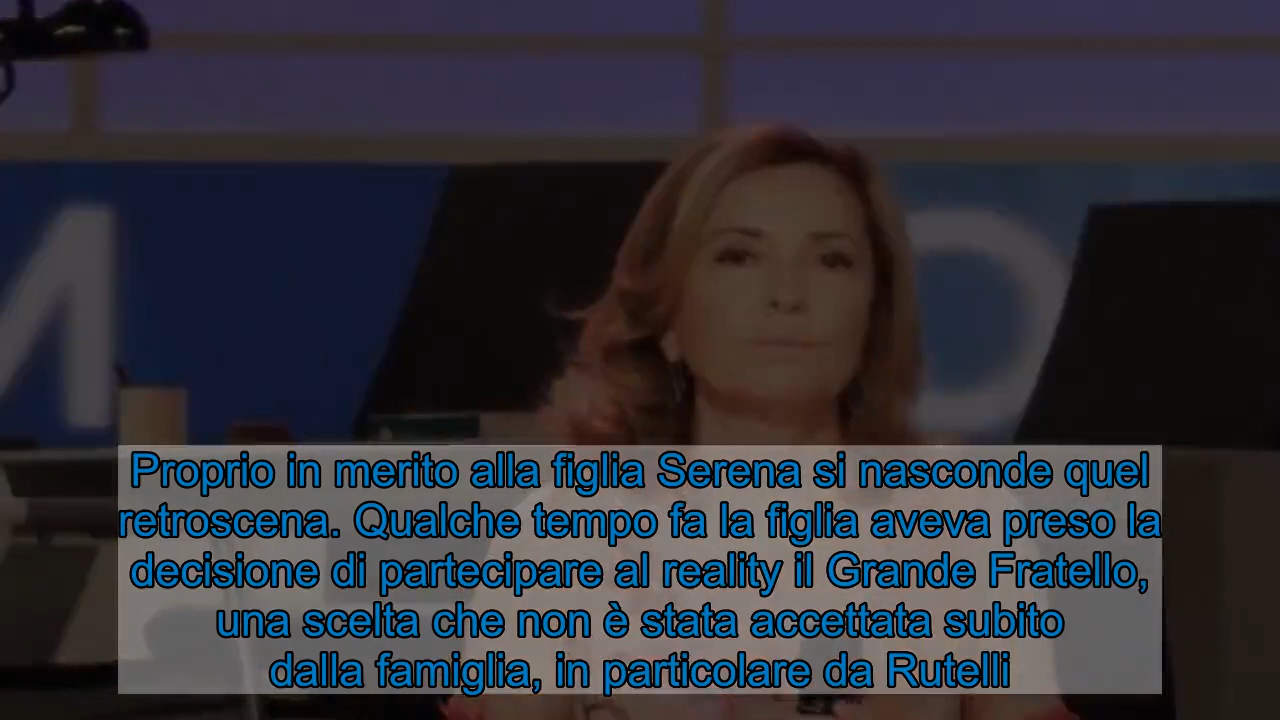 M
O
Proprio in merito alla figlia Serena si nasconde quel
retroscena. Qualche tempo fa la figlia aveva preso la
decisione di partecipare al reality il Grande Fratello,
una scelta che non è stata accettata subito
dalla famiglia, in particolare da Rutelli